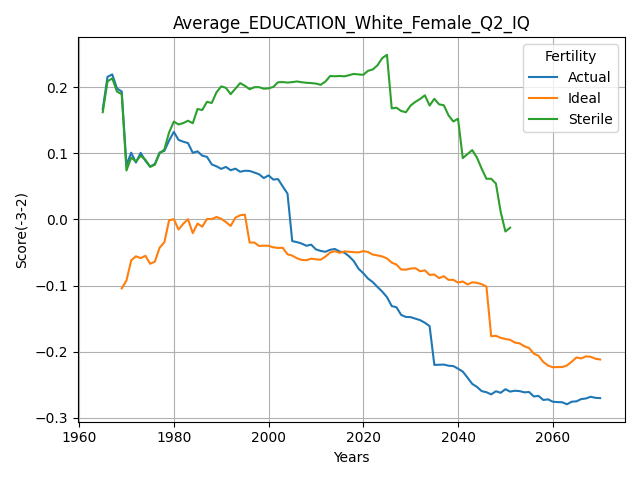 Average_EDUCATION_White_Female_Q2_IQ
Fertility
Actual
Ideal
Sterile
Score(-3-2)
0.2
0.1
0.0
−0.1
−0.2
−0.3
1960 1980 2000 2020 2040 2060
Years